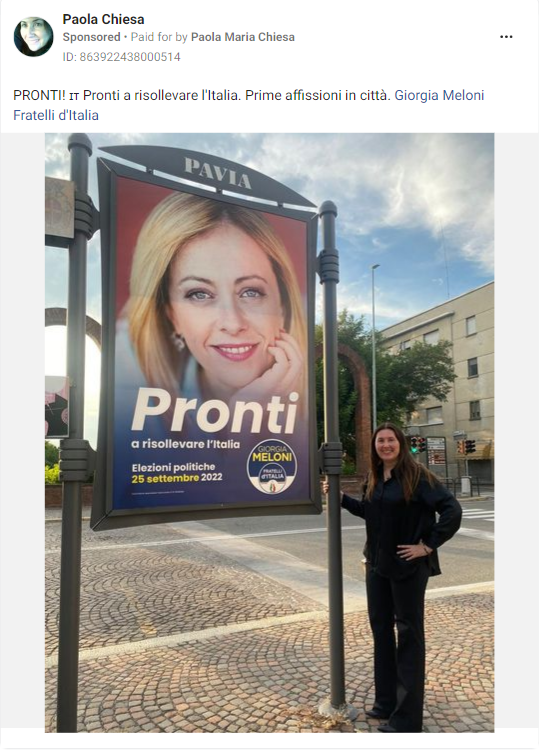 Paola Chiesa
Sponsored • Paid for by Paola Maria Chiesa
ID: 863922438000514
PRONTI! ɪᴛ Pronti a risollevare l'Italia. Prime affissioni in città. Giorgia Meloni
Fratelli d'Italia
PAVIA
Pronti
a risollevare l'Italia
Elezioni politiche
25 settembre 2022
GIORGIA
MELONI
FRATELLI
d'ITALIA